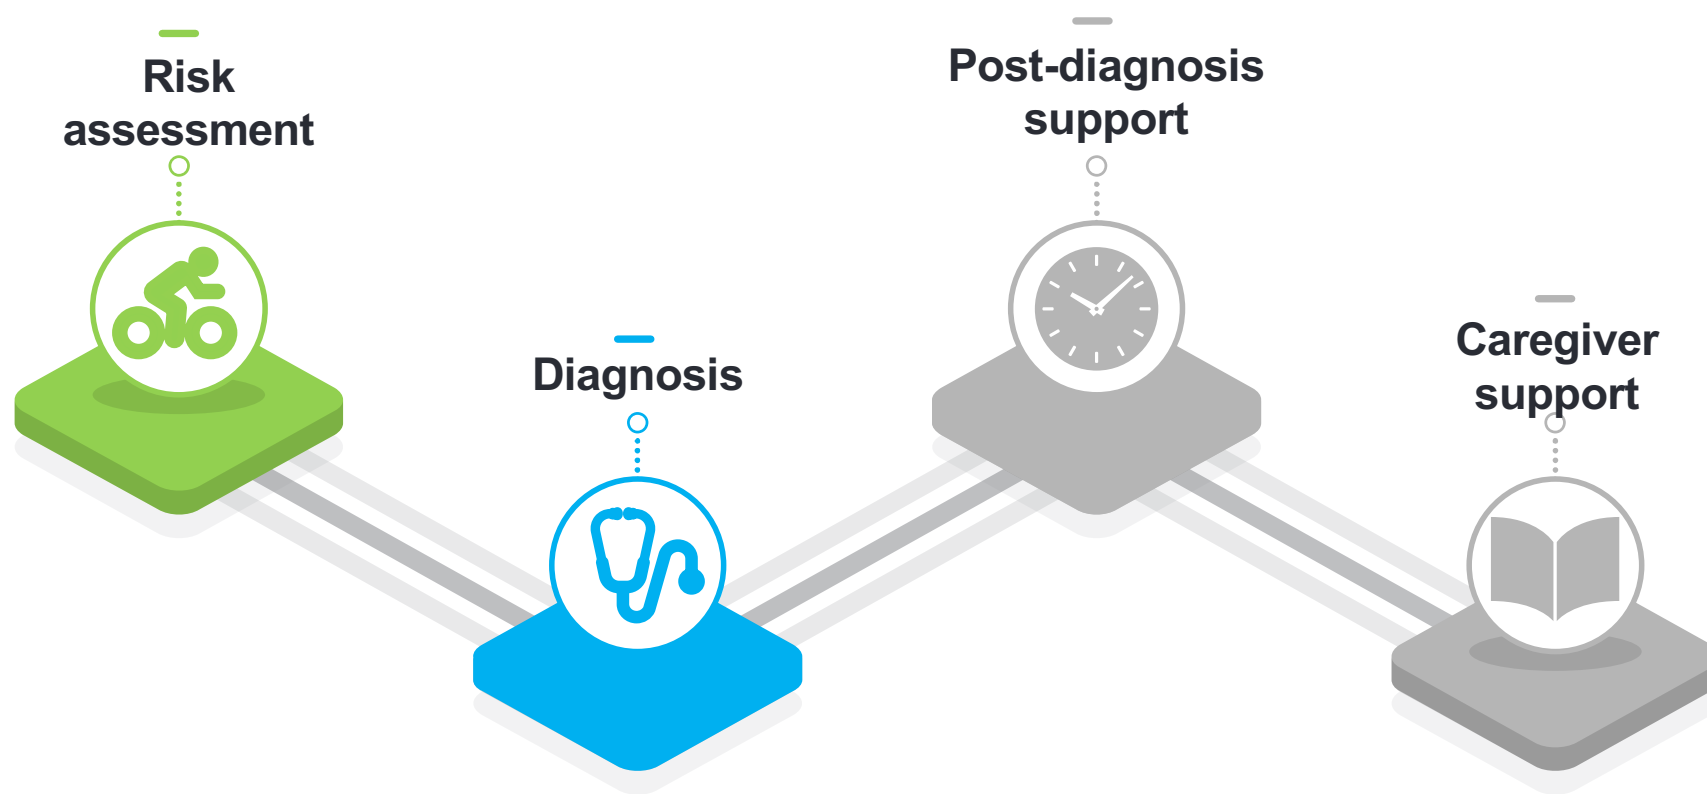 Risk
assessment
Diagnosis
Post-diagnosis
support
Caregiver
support